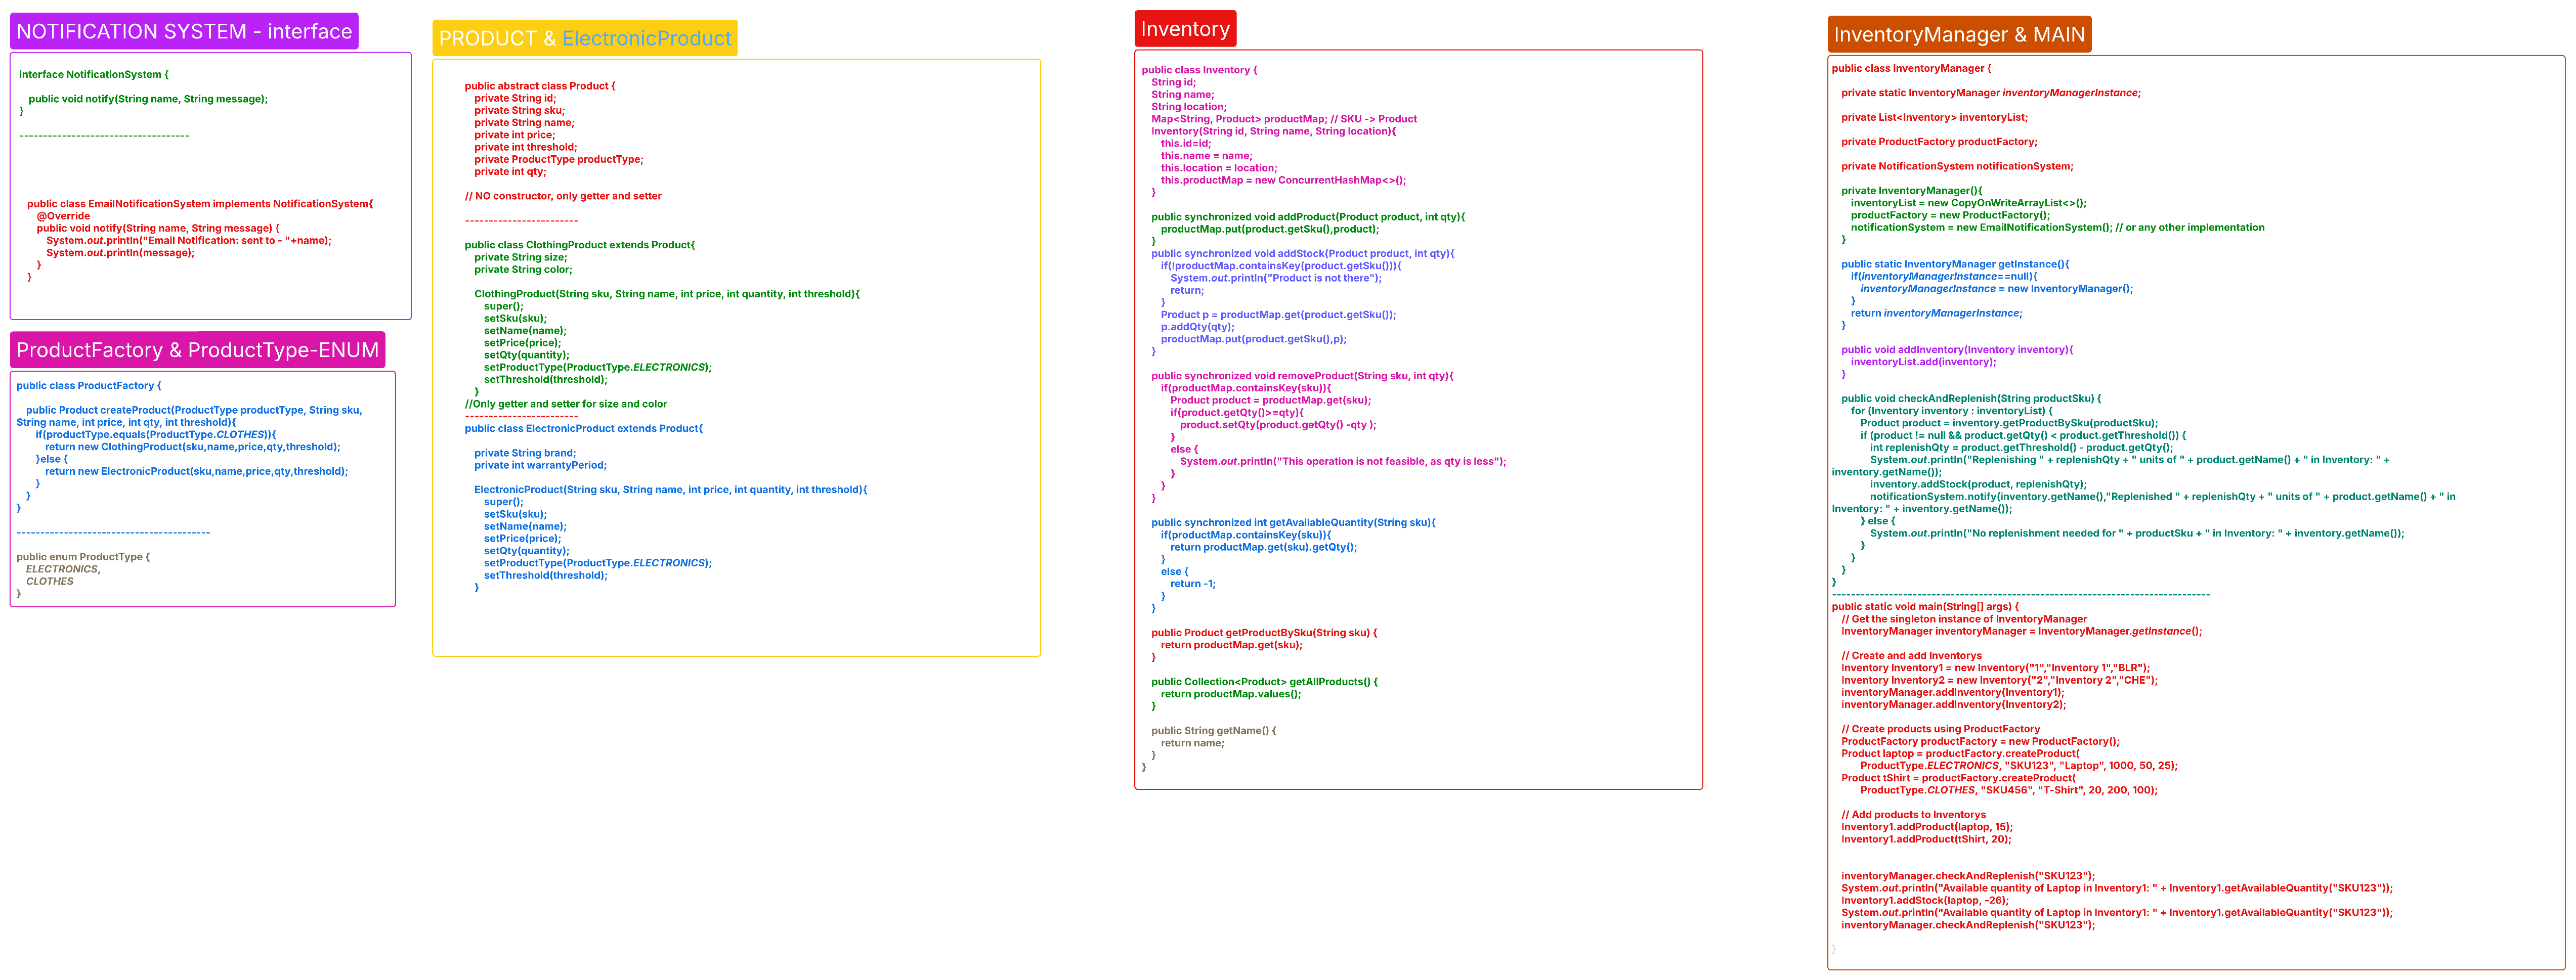 NOTIFICATION SYSTEM - interface
interface NotificationSystem {
public void notify(String name, String message);
}
------------------------------------
public class EmailNotificationSystem implements NotificationSystem{
@Override
public void notify(String name, String message) {
System.out.println("Email Notification: sent to - "+name);
System.out.println(message);
}
}
ProductFactory & ProductType-ENUM
public class ProductFactory {
public Product createProduct(ProductType productType, String sku,
String name, int price, int qty, int threshold){
if(productType.equals(ProductType.CLOTHES)){
return new ClothingProduct(sku,name,price,qty,threshold);
}else {
return new ElectronicProduct(sku,name,price,qty,threshold);
}
}
}
-----------------------------------------
public enum ProductType {
ELECTRONICS,
CLOTHES
}
PRODUCT & ElectronicProduct
public abstract class Product {
private String id;
private String sku;
private String name;
private int price;
private int threshold;
private ProductType productType;
private int qty;
// NO constructor, only getter and setter
------------------------
public class ClothingProduct extends Product{
private String size;
private String color;
ClothingProduct(String sku, String name, int price, int quantity, int threshold){
super();
setSku(sku);
setName(name);
setPrice(price);
setQty(quantity);
setProductType(ProductType.ELECTRONICS);
setThreshold(threshold);
}
//Only getter and setter for size and color
------------------------
public class ElectronicProduct extends Product{
private String brand;
private int warrantyPeriod;
ElectronicProduct(String sku, String name, int price, int quantity, int threshold){
super();
setSku(sku);
setName(name);
setPrice(price);
setQty(quantity);
setProductType(ProductType.ELECTRONICS);
setThreshold(threshold);
}
Inventory
public class Inventory {
String id;
String name;
String location;
Map<String, Product> productMap; // SKU -> Product
Inventory(String id, String name, String location){
this.id=id;
this.name = name;
this.location = location;
this.productMap = new ConcurrentHashMap<>();
}
public synchronized void addProduct(Product product, int qty){
productMap.put(product.getSku(),product);
}
public synchronized void addStock(Product product, int qty){
if(!productMap.containsKey(product.getSku())){
System.out.println("Product is not there");
return;
}
Product p = productMap.get(product.getSku());
p.addQty(qty);
productMap.put(product.getSku(),p);
}
public synchronized void removeProduct(String sku, int qty){
if(productMap.containsKey(sku)){
Product product = productMap.get(sku);
if(product.getQty()>=qty){
product.setQty(product.getQty() -qty );
}
else {
System.out.println("This operation is not feasible, as qty is less");
}
}
}
public synchronized int getAvailableQuantity(String sku){
if(productMap.containsKey(sku)){
return productMap.get(sku).getQty();
}
else {
return -1;
}
}
public Product getProductBySku(String sku) {
return productMap.get(sku);
}
public Collection<Product> getAllProducts() {
return productMap.values();
}
public String getName() {
return name;
}
}
InventoryManager & MAIN
public class InventoryManager {
private static InventoryManager inventoryManagerInstance;
private List<Inventory> inventoryList;
private ProductFactory productFactory;
private NotificationSystem notificationSystem;
private InventoryManager(){
inventoryList = new CopyOnWriteArrayList<>();
productFactory = new ProductFactory();
notificationSystem = new EmailNotificationSystem(); // or any other implementation
}
public static InventoryManager getInstance(){
if(inventoryManagerInstance==null){
inventoryManagerInstance = new InventoryManager();
}
return inventoryManagerInstance;
}
public void addInventory(Inventory inventory){
inventoryList.add(inventory);
}
public void checkAndReplenish(String productSku) {
for (Inventory inventory : inventoryList) {
Product product = inventory.getProductBySku(productSku);
if (product != null && product.getQty() < product.getThreshold()) {
int replenishQty = product.getThreshold() - product.getQty();
System.out.println("Replenishing " + replenishQty + " units of " + product.getName() + " in Inventory: " +
inventory.getName());
inventory.addStock(product, replenishQty);
notificationSystem.notify(inventory.getName(),"Replenished " + replenishQty + " units of " + product.getName() + " in
Inventory: " + inventory.getName());
} else {
System.out.println("No replenishment needed for " + productSku + " in Inventory: " + inventory.getName());
}
}
}
}
--------------------------------------------------------------------------------
public static void main(String[] args) {
// Get the singleton instance of InventoryManager
InventoryManager inventoryManager = InventoryManager.getInstance();
// Create and add Inventorys
Inventory Inventory1 = new Inventory("1","Inventory 1","BLR");
Inventory Inventory2 = new Inventory("2","Inventory 2","CHE");
inventoryManager.addInventory(Inventory1);
inventoryManager.addInventory(Inventory2);
// Create products using ProductFactory
ProductFactory productFactory = new ProductFactory();
Product laptop = productFactory.createProduct(
ProductType.ELECTRONICS, "SKU123", "Laptop", 1000, 50, 25);
Product tShirt = productFactory.createProduct(
ProductType.CLOTHES, "SKU456", "T-Shirt", 20, 200, 100);
// Add products to Inventorys
Inventory1.addProduct(laptop, 15);
Inventory1.addProduct(tShirt, 20);
inventoryManager.checkAndReplenish("SKU123");
System.out.println("Available quantity of Laptop in Inventory1: " + Inventory1.getAvailableQuantity("SKU123"));
Inventory1.addStock(laptop, -26);
System.out.println("Available quantity of Laptop in Inventory1: " + Inventory1.getAvailableQuantity("SKU123"));
inventoryManager.checkAndReplenish("SKU123");
}